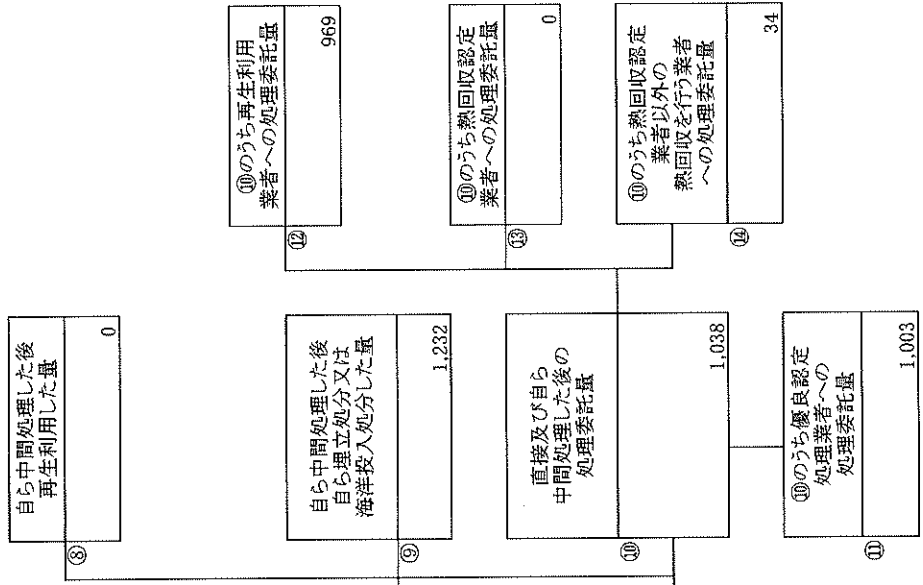 自ら中間処理した後
再生利用した量
⑧
0
自ら中間処理した後
自ら埋立処分又は
海洋投入処分した量
⑨
1,232
直接及び自ら
中間処理した後の
処理委託量
⑩
1,038
⑩のうち優良認定
処理業者への
処理委託量
⑪
1,003
⑩のうち再生利用
業者への処理委託量
⑫
969
⑩のうち熱回収認定
業者への処理委託量
⑬
0
⑩のうち熱回収認定
業者以外の
熱回収を行う業者
への処理委託量
⑭
34